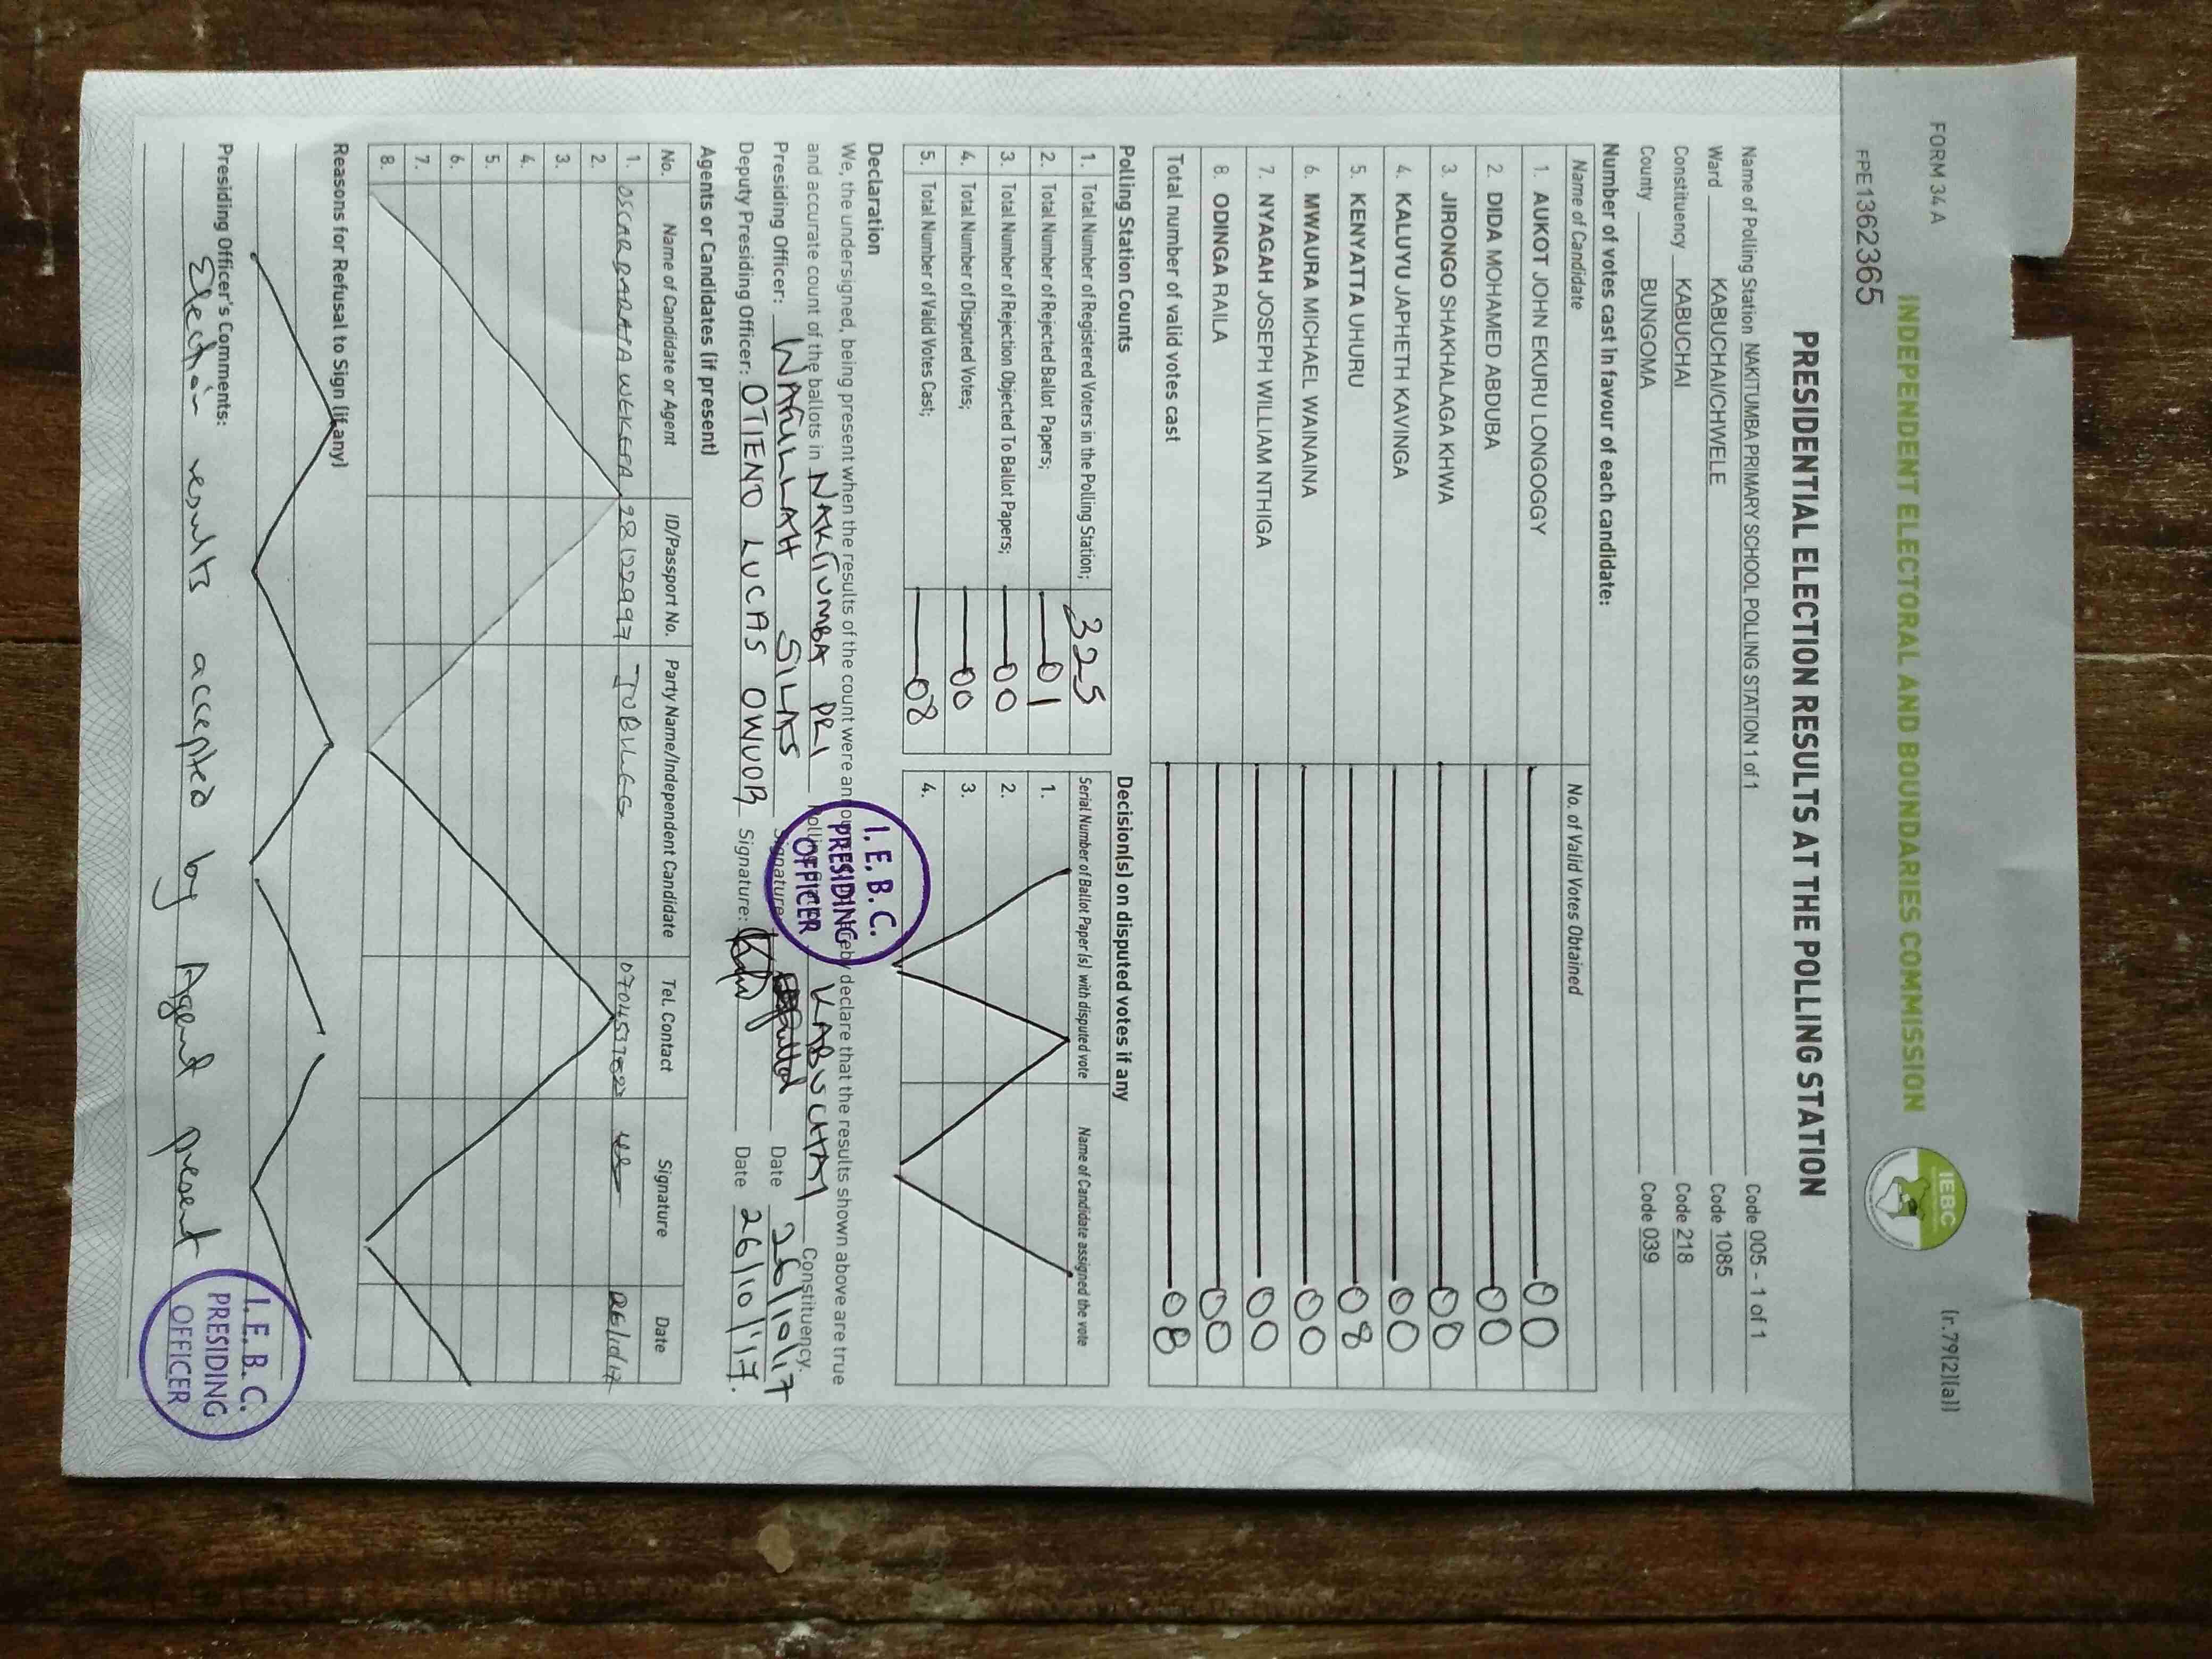 FORM 34 A (r.79(2)(a))
INDEPENDENT ELECTORAL AND BOUNDARIES COMMISSION
IEBC
FPE1362365
PRESIDENTIAL ELECTION RESULTS AT THE POLLING STATION
Name of Polling Station NAKITUMBA PRIMARY SCHOOL POLLING STATION 1 of 1 Code 005 - 1 of 1
Ward KABUCHAI/CHWELE Code 1085
Constituency KABUCHAI Code 218
County BUNGOMA Code 039
Number of votes cast in favour of each candidate:
Name of Candidate No. of Valid Votes Obtained
1. AUKOT JOHN EKURU LONGOGGY 00
2. DIDA MOHAMED ABDUBA 00
3. JIRONGO SHAKHALAGA KHWA 00
4. KALUYU JAPHETH KAVINGA 00
5. KENYATTA UHURU 08
6. MWAURA MICHAEL WAINAINA 00
7. NYAGAH JOSEPH WILLIAM NTHIGA 00
8. ODINGA RAILA 00
Total number of valid votes cast 08
Polling Station Counts Decision(s) on disputed votes if any
1. Total Number of Registered Voters in the Polling Station; 325 Serial Number of Ballot Paper (s) with disputed vote Name of Candidate assigned the vote
2. Total Number of Rejected Ballot Papers; 01 1.
3. Total Number of Rejection Objected To Ballot Papers; 00 2.
4. Total Number of Disputed Votes; 00 3.
5. Total Number of Valid Votes Cast; 08 4.
Declaration
We, the undersigned, being present when the results of the count were announced, do hereby declare that the results shown above are true
and accurate count of the ballots in NAKITUMBA PRI Polling KABUCHAI Constituency.
Presiding Officer: SILAS Signature: Date 26/10/17
Deputy Presiding Officer: OTIENO LUCAS OWUOR Signature: Date 26/10/17.
I.E.B.C.
PRESIDING
OFFICER
Agents or Candidates (if present)
No. Name of Candidate or Agent ID/Passport No. Party Name/Independent Candidate Tel. Contact Signature Date
1. OSCAR JUBILEE 26/10/17
2.
3.
4.
5.
6.
7.
8.
Reasons for Refusal to Sign (if any)
Presiding Officer's Comments:
Election results accepted by Agent present
I.E.B.C.
PRESIDING
OFFICER